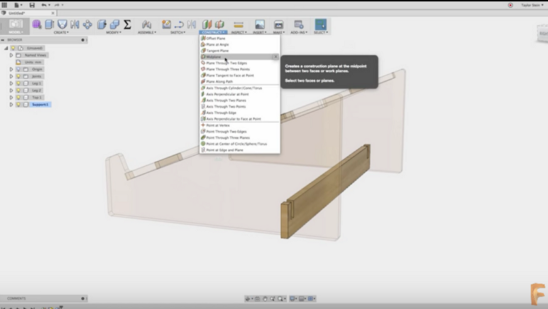 Untitled*
MODEL
CREATE
MODIFY
ASSEMBLE
SKETCH
CONSTRUCT
INSPECT
INSERT
MAKE
ADD-INS
SELECT
BROWSER
Offset Plane
Plane at Angle
Tangent Plane
Midplane
Plane Through Two Edges
Plane Through Three Points
Plane Tangent to Face at Point
Plane Along Path
Axis Through Cylinder/Cone/Torus
Axis Perpendicular at Point
Axis Through Two Planes
Axis Through Two Points
Axis Through Edge
Axis Perpendicular to Face at Point
Point at Vertex
Point Through Two Edges
Point Through Three Planes
Point at Center of Circle/Sphere/Torus
Point at Edge and Plane
Creates a construction plane at the midpoint
between two faces or work planes.
Select two faces or planes.
COMMENTS